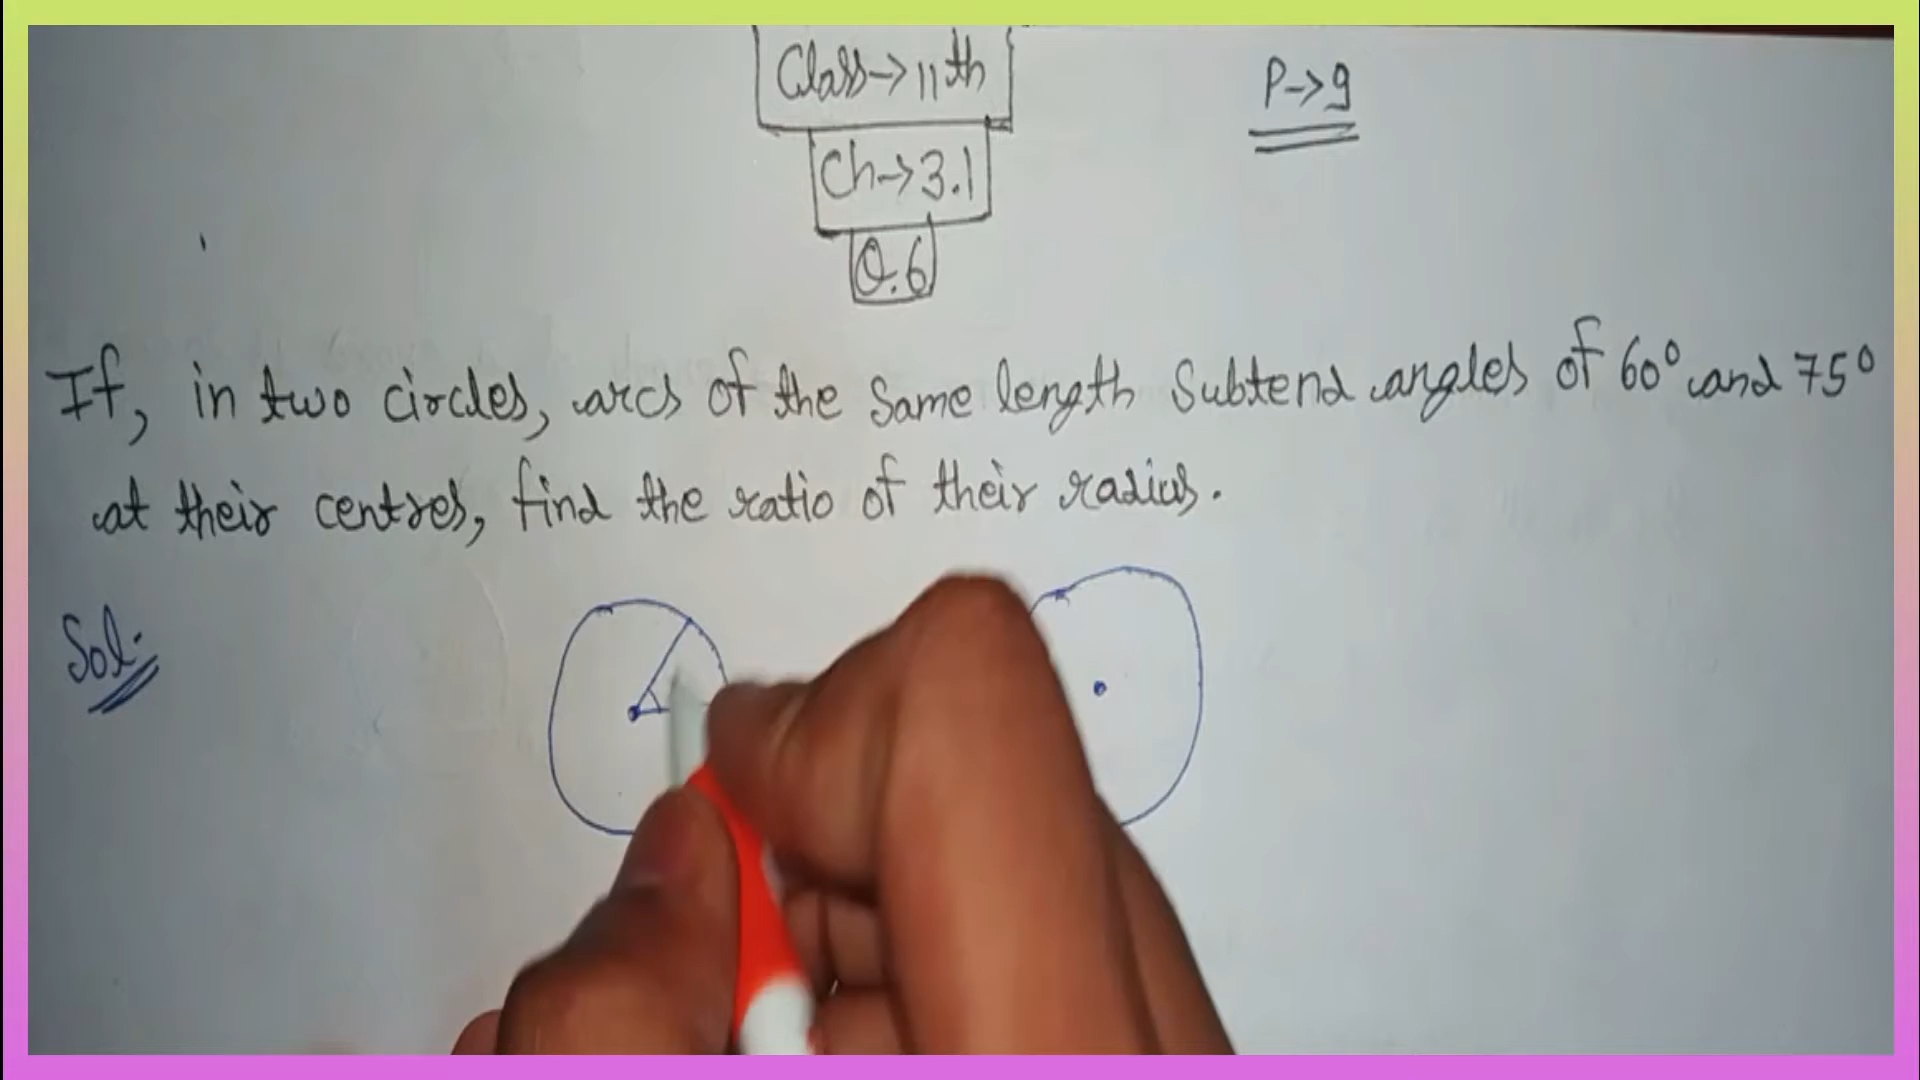 Class→11th
P→9
Ch→3.1
Q.6
If, in two circles, arcs of the same length subtend angles of 60° and 75°
at their centres, find the ratio of their radius.
Sol.